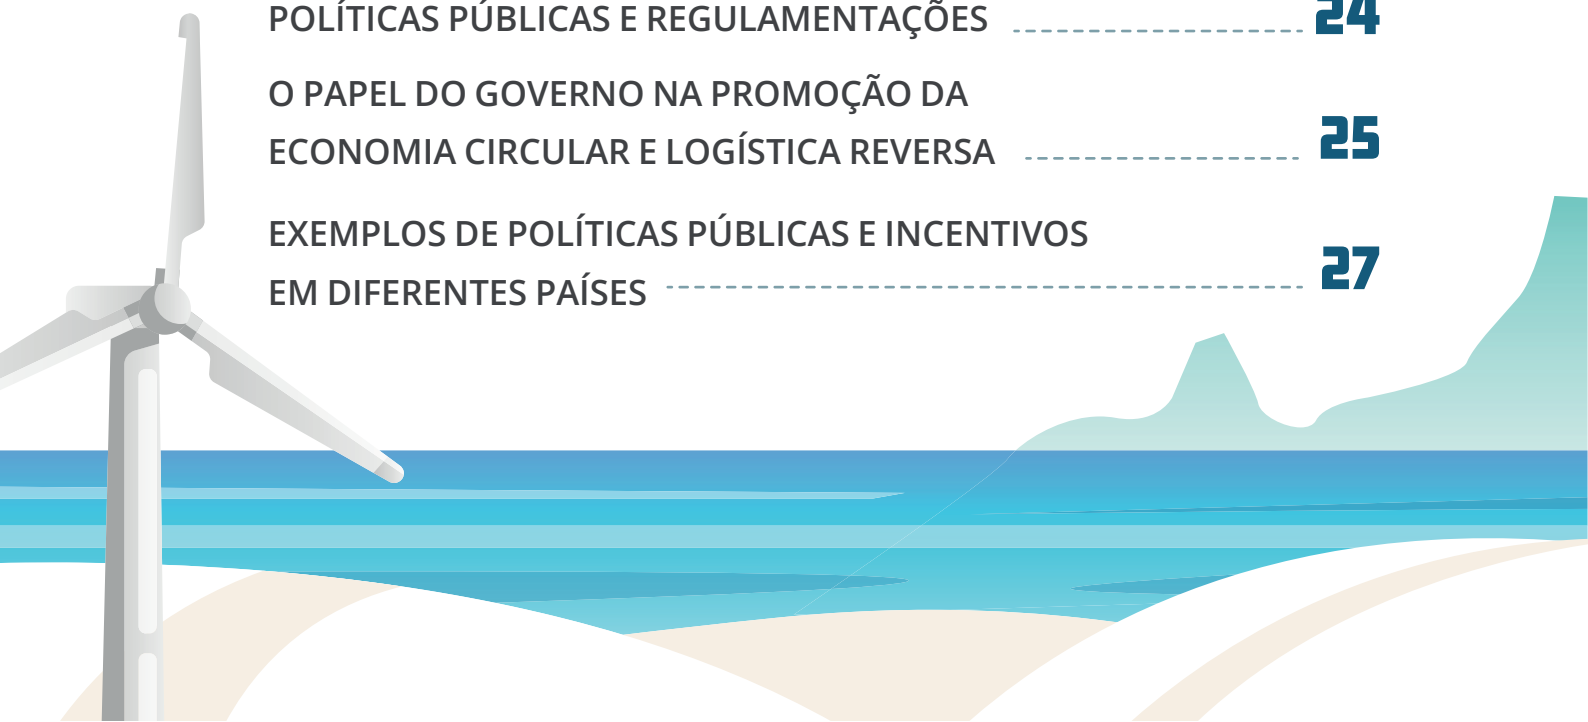 POLÍTICAS PÚBLICAS E REGULAMENTAÇÕES 24
O PAPEL DO GOVERNO NA PROMOÇÃO DA
ECONOMIA CIRCULAR E LOGÍSTICA REVERSA 25
EXEMPLOS DE POLÍTICAS PÚBLICAS E INCENTIVOS
EM DIFERENTES PAÍSES 27